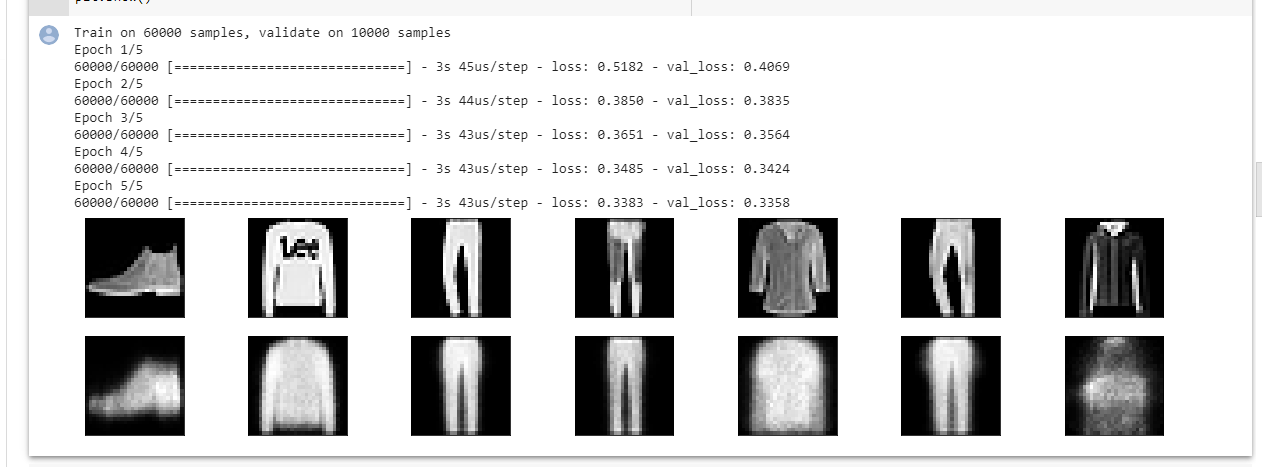 Train on 60000 samples, validate on 10000 samples
Epoch 1/5
60000/60000 [==============================] - 3s 45us/step - loss: 0.5182 - val_loss: 0.4069
Epoch 2/5
60000/60000 [==============================] - 3s 44us/step - loss: 0.3850 - val_loss: 0.3835
Epoch 3/5
60000/60000 [==============================] - 3s 43us/step - loss: 0.3651 - val_loss: 0.3564
Epoch 4/5
60000/60000 [==============================] - 3s 43us/step - loss: 0.3485 - val_loss: 0.3424
Epoch 5/5
60000/60000 [==============================] - 3s 43us/step - loss: 0.3383 - val_loss: 0.3358
Lee